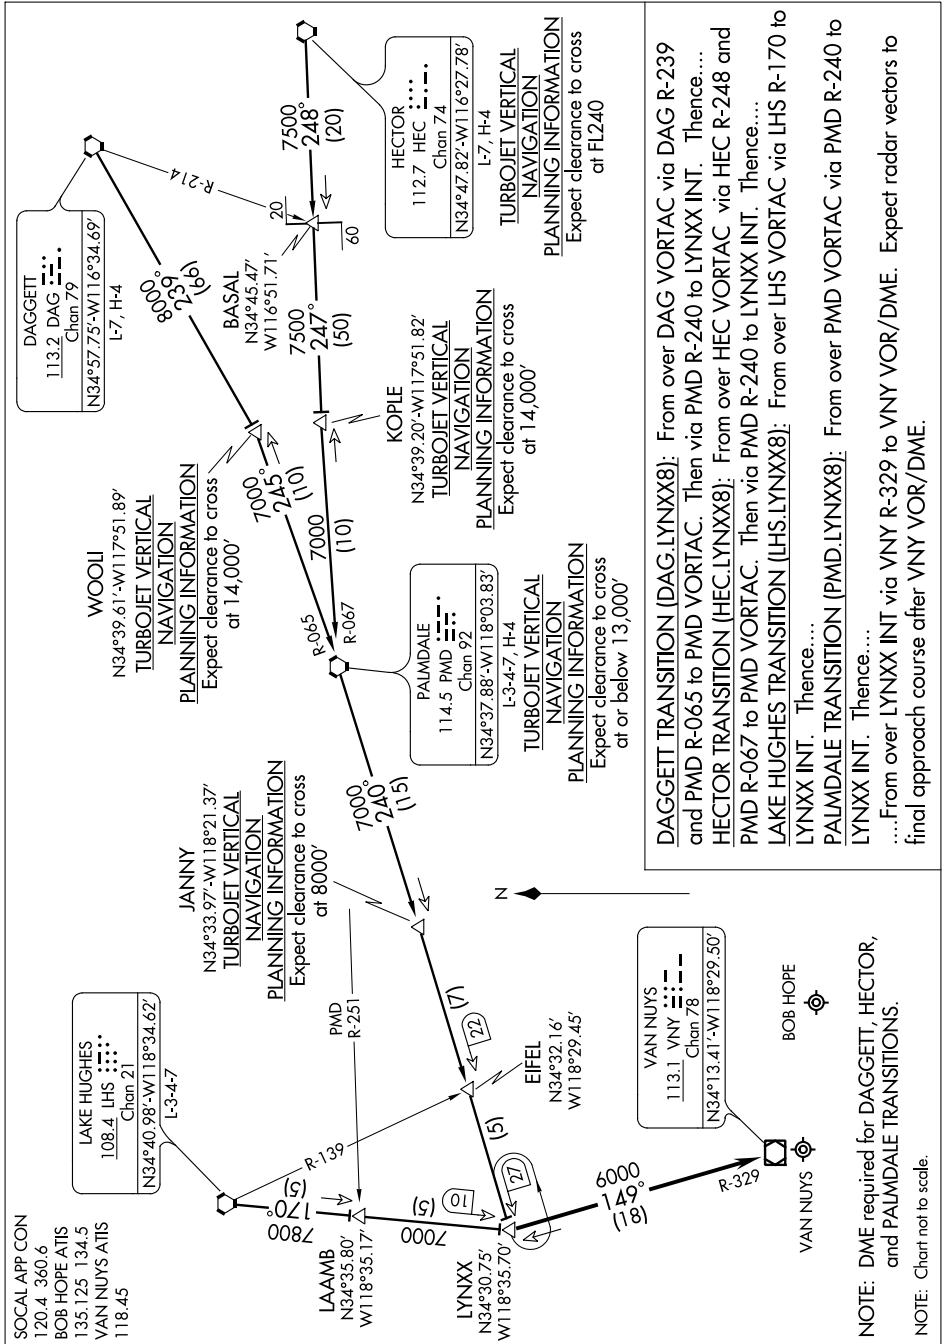 SOCAL APP CON
120.4 360.6
BOB HOPE ATIS
135.125 134.5
VAN NUYS ATIS
118.45
LAKE HUGHES
108.4 LHS
Chan 21
N34°40.98'-W118°34.62'
L-3-4-7
JANNY
N34°33.97'-W118°21.37'
TURBOJET VERTICAL
NAVIGATION
PLANNING INFORMATION
Expect clearance to cross
at 8000'
WOOLI
N34°39.61'-W117°51.89'
TURBOJET VERTICAL
NAVIGATION
PLANNING INFORMATION
Expect clearance to cross
at 14,000'
DAGGETT
113.2 DAG
Chan 79
N34°57.75'-W116°34.69'
L-7, H-4
R-214
8000
239°
(66)
7000
245°
(10)
R-065
BASAL
N34°45.47'
W116°51.71'
20
60
7500
248°
(20)
7500
247°
(50)
7000
(10)
R-067
HECTOR
112.7 HEC
Chan 74
N34°47.82'-W116°27.78'
L-7, H-4
TURBOJET VERTICAL
NAVIGATION
PLANNING INFORMATION
Expect clearance to cross
at FL240
KOPLE
N34°39.20'-W117°51.82'
TURBOJET VERTICAL
NAVIGATION
PLANNING INFORMATION
Expect clearance to cross
at 14,000'
PALMDALE
114.5 PMD
Chan 92
N34°37.88'-W118°03.83'
L-3-4-7, H-4
TURBOJET VERTICAL
NAVIGATION
PLANNING INFORMATION
Expect clearance to cross
at or below 13,000'
7000
240°
(15)
PMD
R-251
(7)
22
EIFEL
N34°32.16'
W118°29.45'
R-139
(5)
170°
7800
LAAMB
N34°35.80'
W118°35.17'
(5)
7000
10
(5)
27
LYNXX
N34°30.75'
W118°35.70'
6000
149°
(18)
R-329
N
VAN NUYS
113.1 VNY
Chan 78
N34°13.41'-W118°29.50'
VAN NUYS
BOB HOPE
NOTE: DME required for DAGGETT, HECTOR,
and PALMDALE TRANSITIONS.
NOTE: Chart not to scale.
DAGGETT TRANSITION (DAG.LYNXX8): From over DAG VORTAC via DAG R-239
and PMD R-065 to PMD VORTAC. Then via PMD R-240 to LYNXX INT. Thence....
HECTOR TRANSITION (HEC.LYNXX8): From over HEC VORTAC via HEC R-248 and
PMD R-067 to PMD VORTAC. Then via PMD R-240 to LYNXX INT. Thence....
LAKE HUGHES TRANSITION (LHS.LYNXX8): From over LHS VORTAC via LHS R-170 to
LYNXX INT. Thence....
PALMDALE TRANSITION (PMD.LYNXX8): From over PMD VORTAC via PMD R-240 to
LYNXX INT. Thence....
....From over LYNXX INT via VNY R-329 to VNY VOR/DME. Expect radar vectors to
final approach course after VNY VOR/DME.